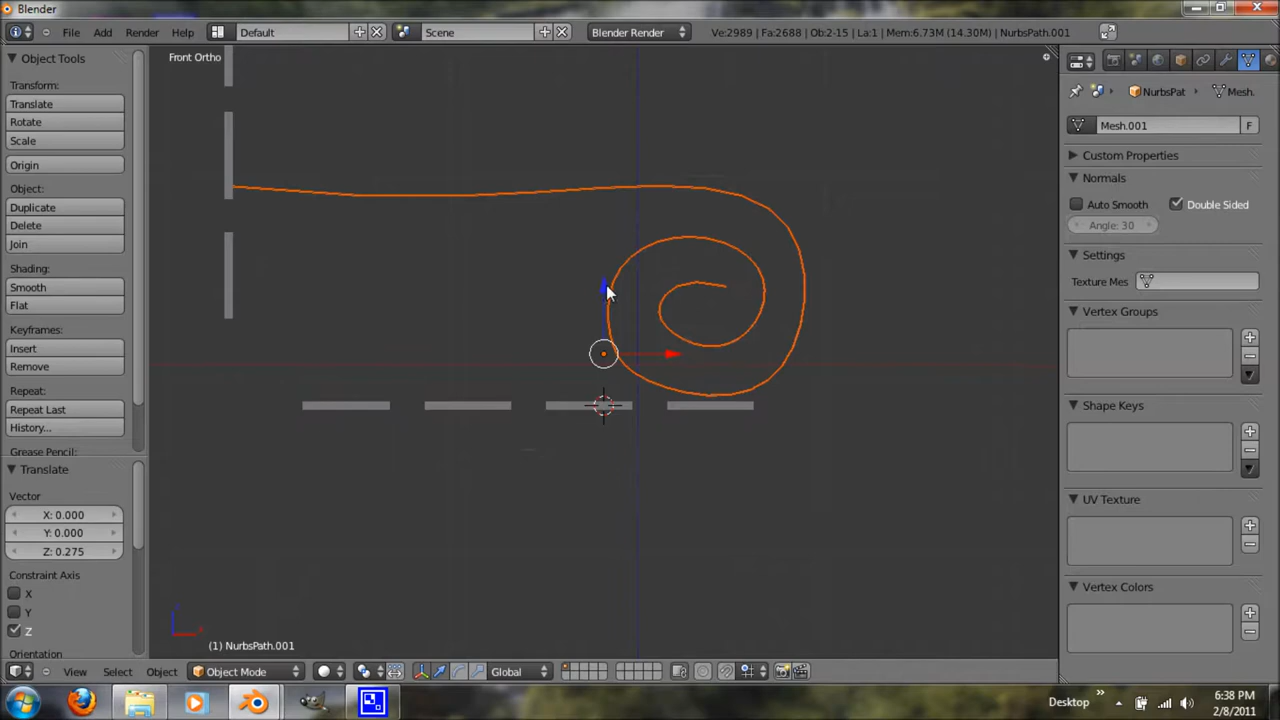 Blender
File Add Render Help Default Scene Blender Render Ve:2989 | Fa:2688 | Ob:2-15 | La:1 | Mem:6.73M (14.30M) | NurbsPath.001
Object Tools
Transform:
Translate
Rotate
Scale
Origin
Object:
Duplicate
Delete
Join
Shading:
Smooth
Flat
Keyframes:
Insert
Remove
Repeat:
Repeat Last
History...
Grease Pencil:
Translate
Vector
X: 0.000
Y: 0.000
Z: 0.275
Constraint Axis
X
Y
Z
Orientation
Front Ortho
(1) NurbsPath.001
NurbsPat Mesh.
Mesh.001 F
Custom Properties
Normals
Auto Smooth Double Sided
Angle: 30
Settings
Texture Mes
Vertex Groups
Shape Keys
UV Texture
Vertex Colors
View Select Object Object Mode Global
Desktop
6:38 PM
2/8/2011